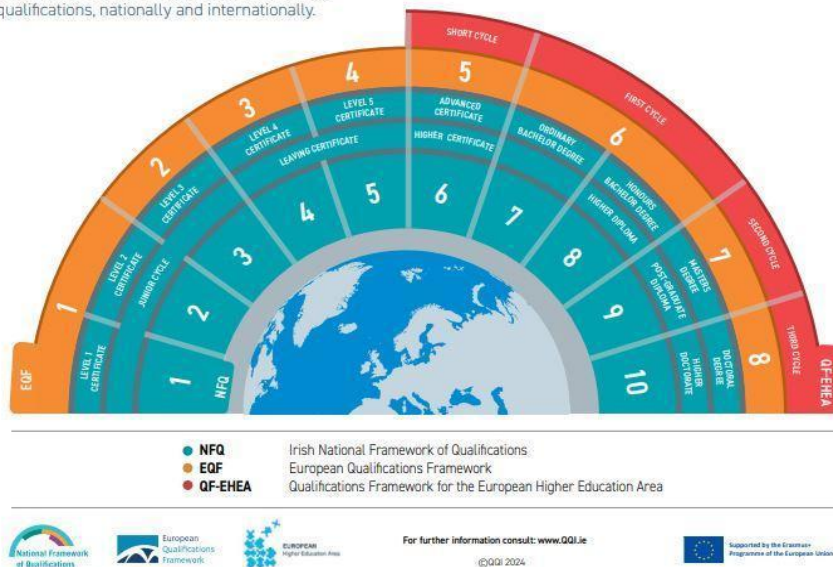 qualifications, nationally and internationally.
SHORT CYCLE
FIRST CYCLE
SECOND CYCLE
THIRD CYCLE
QF-EHEA
EQF
1
2
3
4
5
6
7
8
LEVEL 1
CERTIFICATE
LEVEL 2
CERTIFICATE
LEVEL 3
CERTIFICATE
LEVEL 4
CERTIFICATE
LEVEL 5
CERTIFICATE
ADVANCED
CERTIFICATE
ORDINARY
BACHELOR DEGREE
HONOURS
BACHELOR DEGREE
MASTERS
DEGREE
DOCTORAL
DEGREE
JUNIOR CYCLE
LEAVING CERTIFICATE
HIGHER CERTIFICATE
HIGHER DIPLOMA
POST-GRADUATE
DIPLOMA
HIGHER
DOCTORATE
NFQ
1
2
3
4
5
6
7
8
9
10
NFQ Irish National Framework of Qualifications
EQF European Qualifications Framework
QF-EHEA Qualifications Framework for the European Higher Education Area
National Framework
of Qualifications
European
Qualifications
Framework
EUROPEAN
Higher Education Area
For further information consult: www.QQI.ie
©QQI 2024
Supported by the Erasmus+
Programme of the European Union